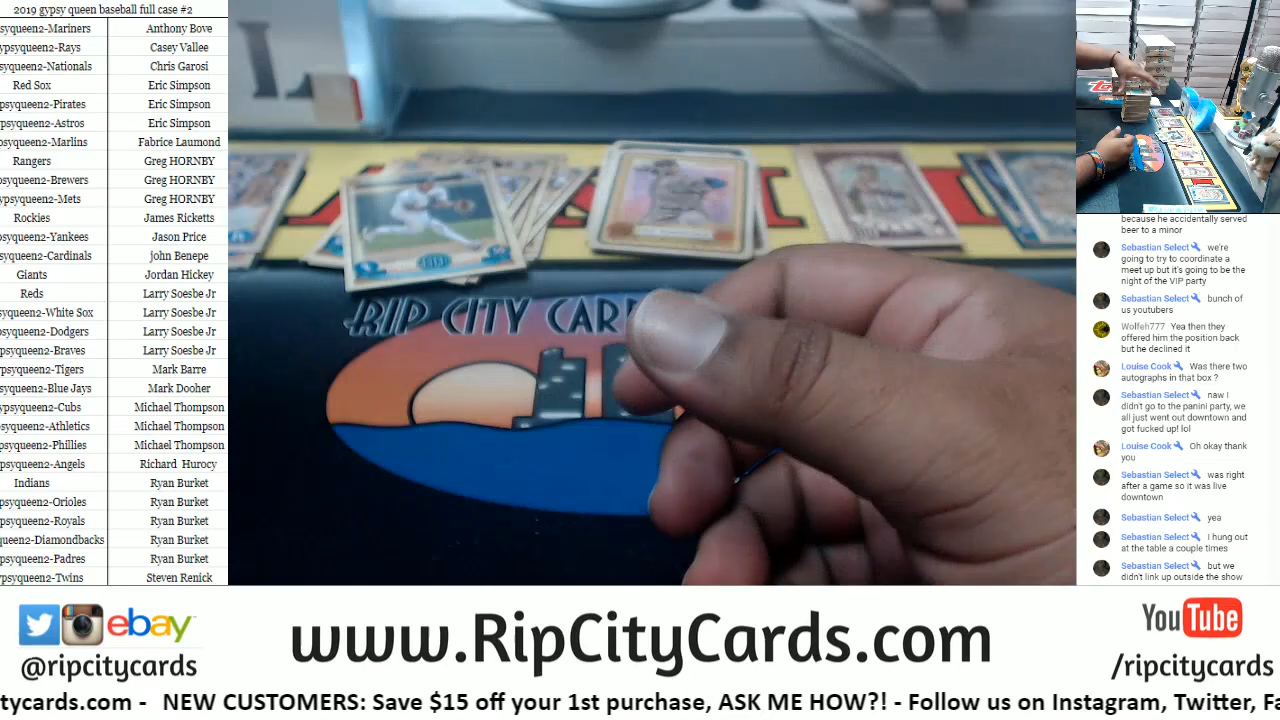 2019 gypsy queen baseball full case #2
syqueen2-Mariners Anthony Bove
ypsyqueen2-Rays Casey Vallee
psyqueen2-Nationals Chris Garosi
Red Sox Eric Simpson
ypsyqueen2-Pirates Eric Simpson
ypsyqueen2-Astros Eric Simpson
psyqueen2-Marlins Fabrice Laumond
Rangers Greg HORNBY
psyqueen2-Brewers Greg HORNBY
ypsyqueen2-Mets Greg HORNBY
Rockies James Ricketts
ypsyqueen2-Yankees Jason Price
psyqueen2-Cardinals john Benepe
Giants Jordan Hickey
Reds Larry Soesbe Jr
psyqueen2-White Sox Larry Soesbe Jr
psyqueen2-Dodgers Larry Soesbe Jr
psyqueen2-Braves Larry Soesbe Jr
psyqueen2-Tigers Mark Barre
psyqueen2-Blue Jays Mark Dooher
ypsyqueen2-Cubs Michael Thompson
psyqueen2-Athletics Michael Thompson
psyqueen2-Phillies Michael Thompson
psyqueen2-Angels Richard Hurocy
Indians Ryan Burket
ypsyqueen2-Orioles Ryan Burket
psyqueen2-Royals Ryan Burket
queen2-Diamondbacks Ryan Burket
ypsyqueen2-Padres Ryan Burket
ypsyqueen2-Twins Steven Renick
RIP CITY CAR
because he accidentally served
beer to a minor
Sebastian Select we're
going to try to coordinate a
meet up but it's going to be the
night of the VIP party
Sebastian Select bunch of
us youtubers
Wolfeh777 Yea then they
offered him the position back
but he declined it
Louise Cook Was there two
autographs in that box ?
Sebastian Select naw I
didn't go to the panini party, we
all just went out downtown and
got fucked up! lol
Louise Cook Oh okay thank
you
Sebastian Select was right
after a game so it was live
downtown
Sebastian Select yea
Sebastian Select I hung out
at the table a couple times
Sebastian Select but we
didn't link up outside the show
ebay
@ripcitycards
www.RipCityCards.com
YouTube
/ripcitycards
tycards.com - NEW CUSTOMERS: Save $15 off your 1st purchase, ASK ME HOW?! - Follow us on Instagram, Twitter, Fa